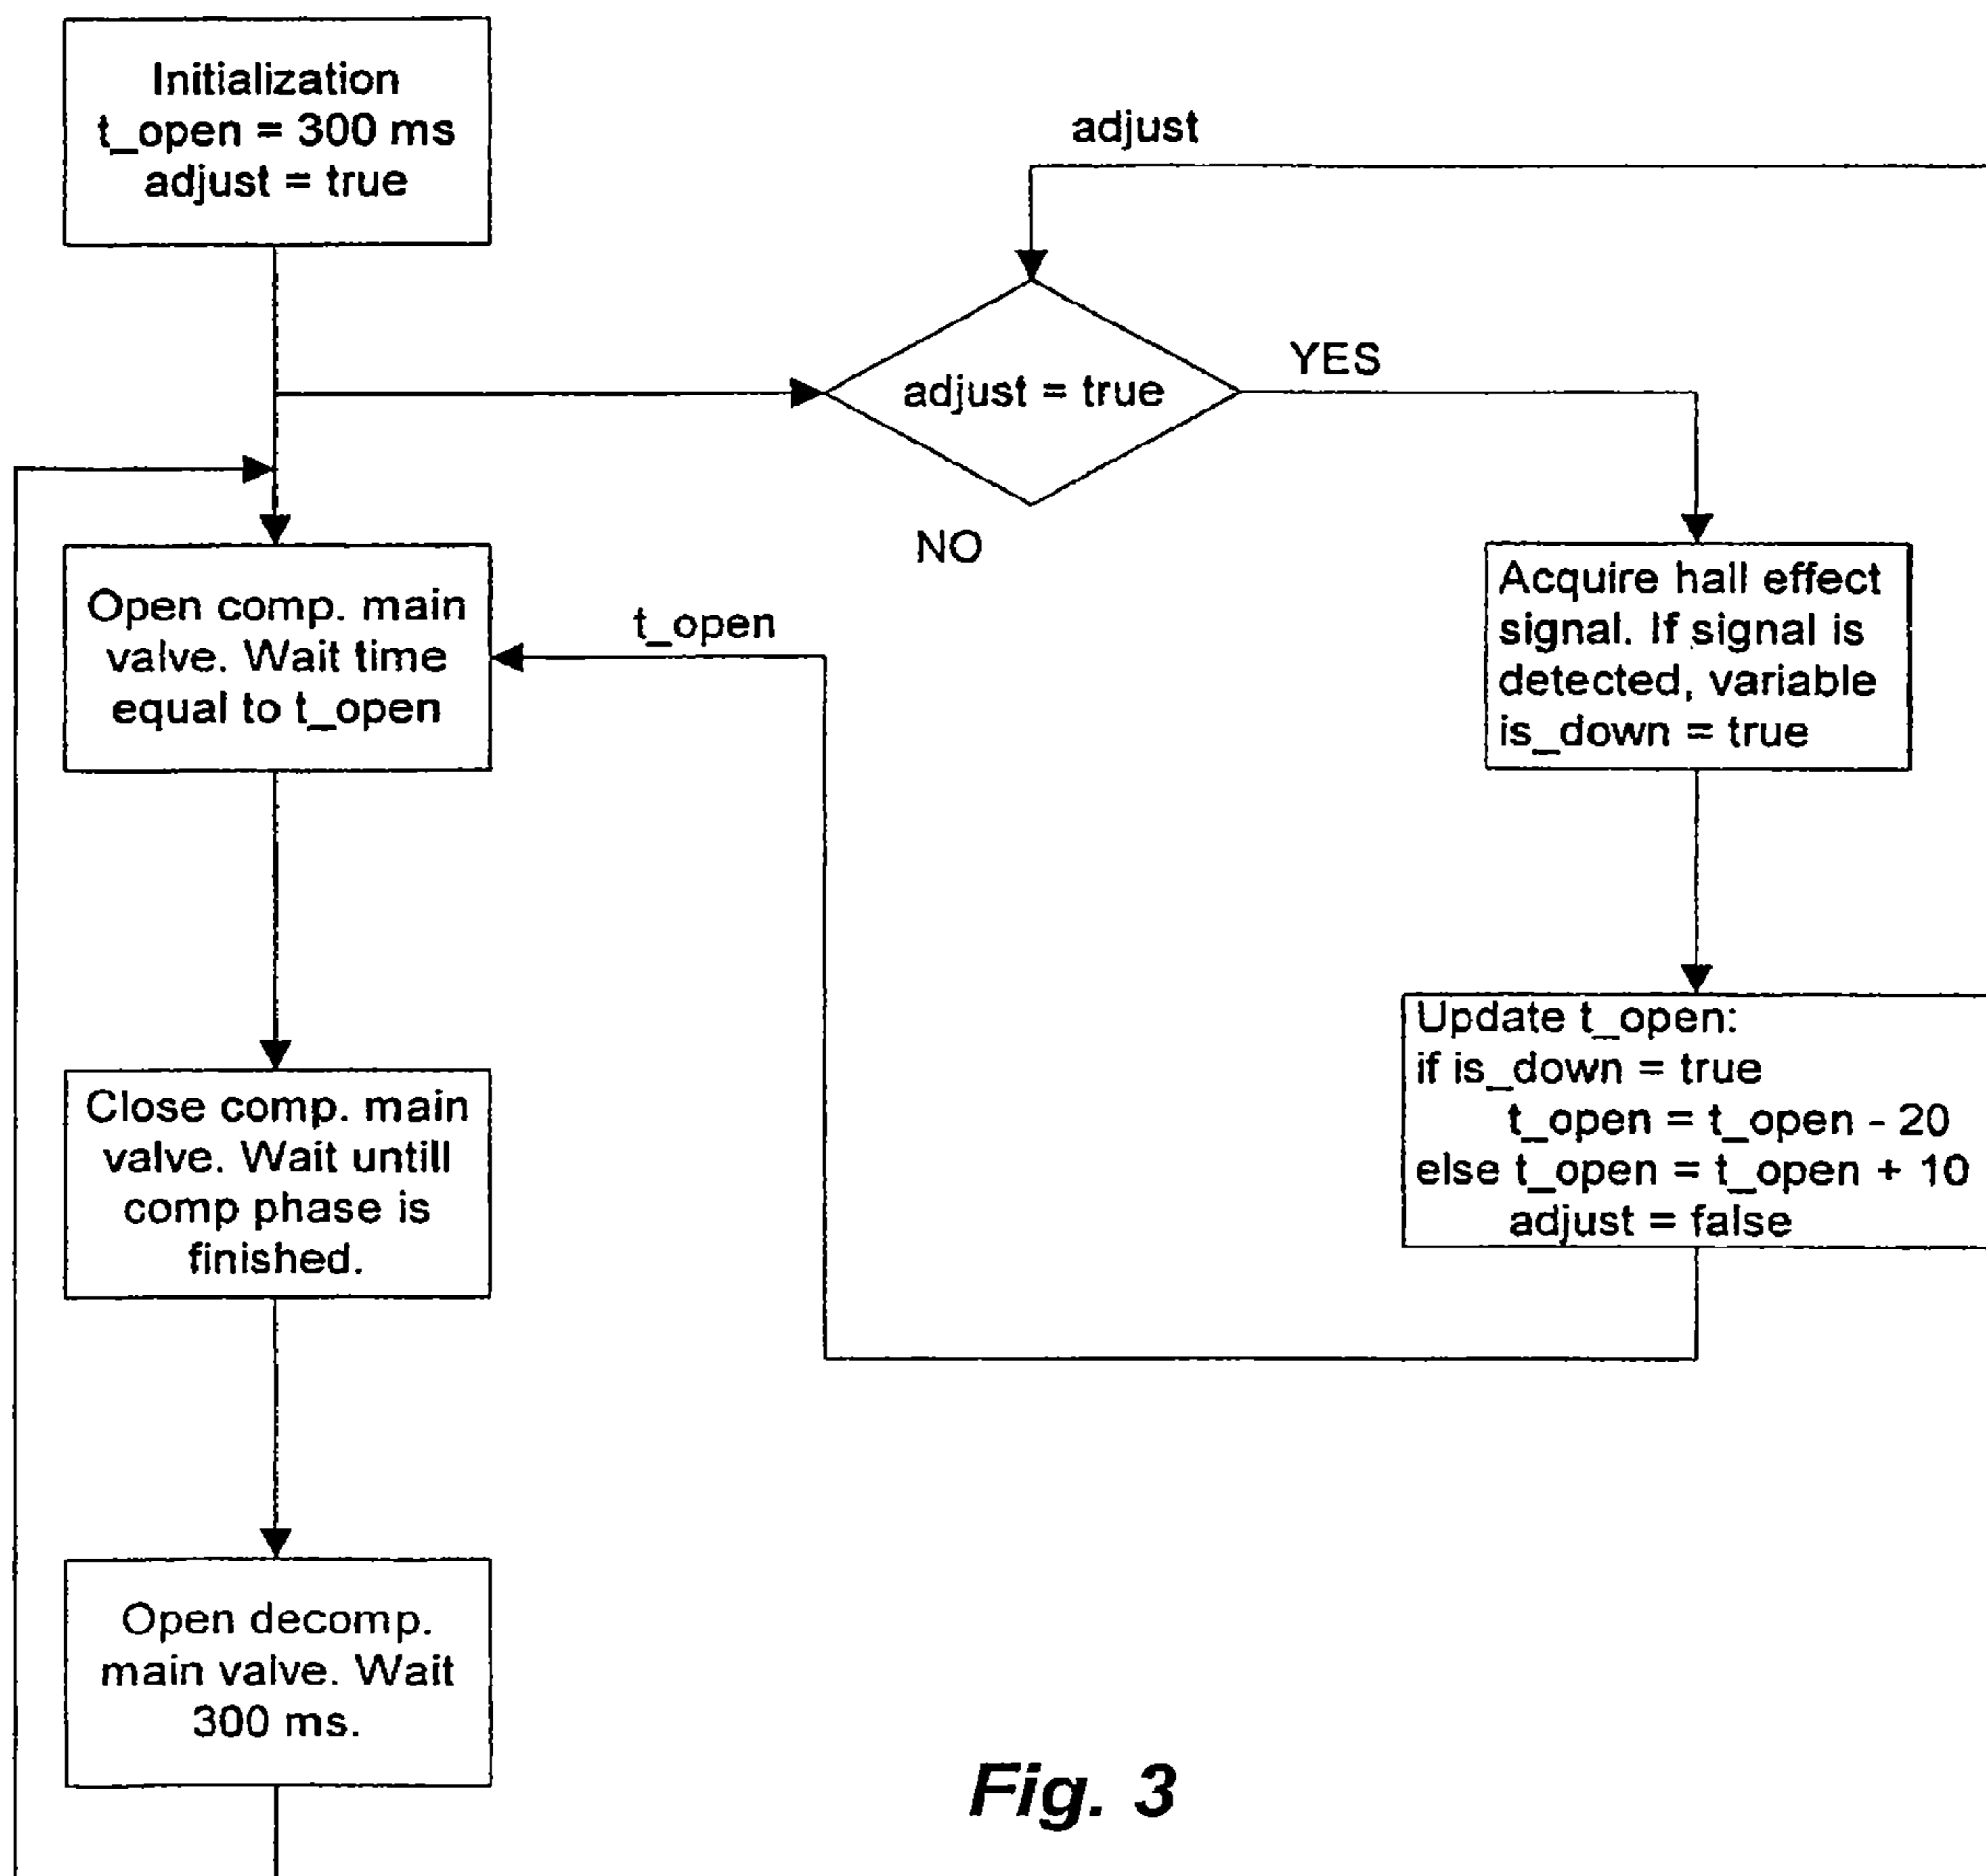 Initialization
t_open = 300 ms
adjust = true
adjust
adjust = true
YES
NO
Open comp. main
valve. Wait time
equal to t_open
t_open
Acquire hall effect
signal. If signal is
detected, variable
is_down = true
Update t_open:
if is_down = true
t_open = t_open - 20
else t_open = t_open + 10
adjust = false
Close comp. main
valve. Wait untill
comp phase is
finished.
Open decomp.
main valve. Wait
300 ms.
Fig. 3